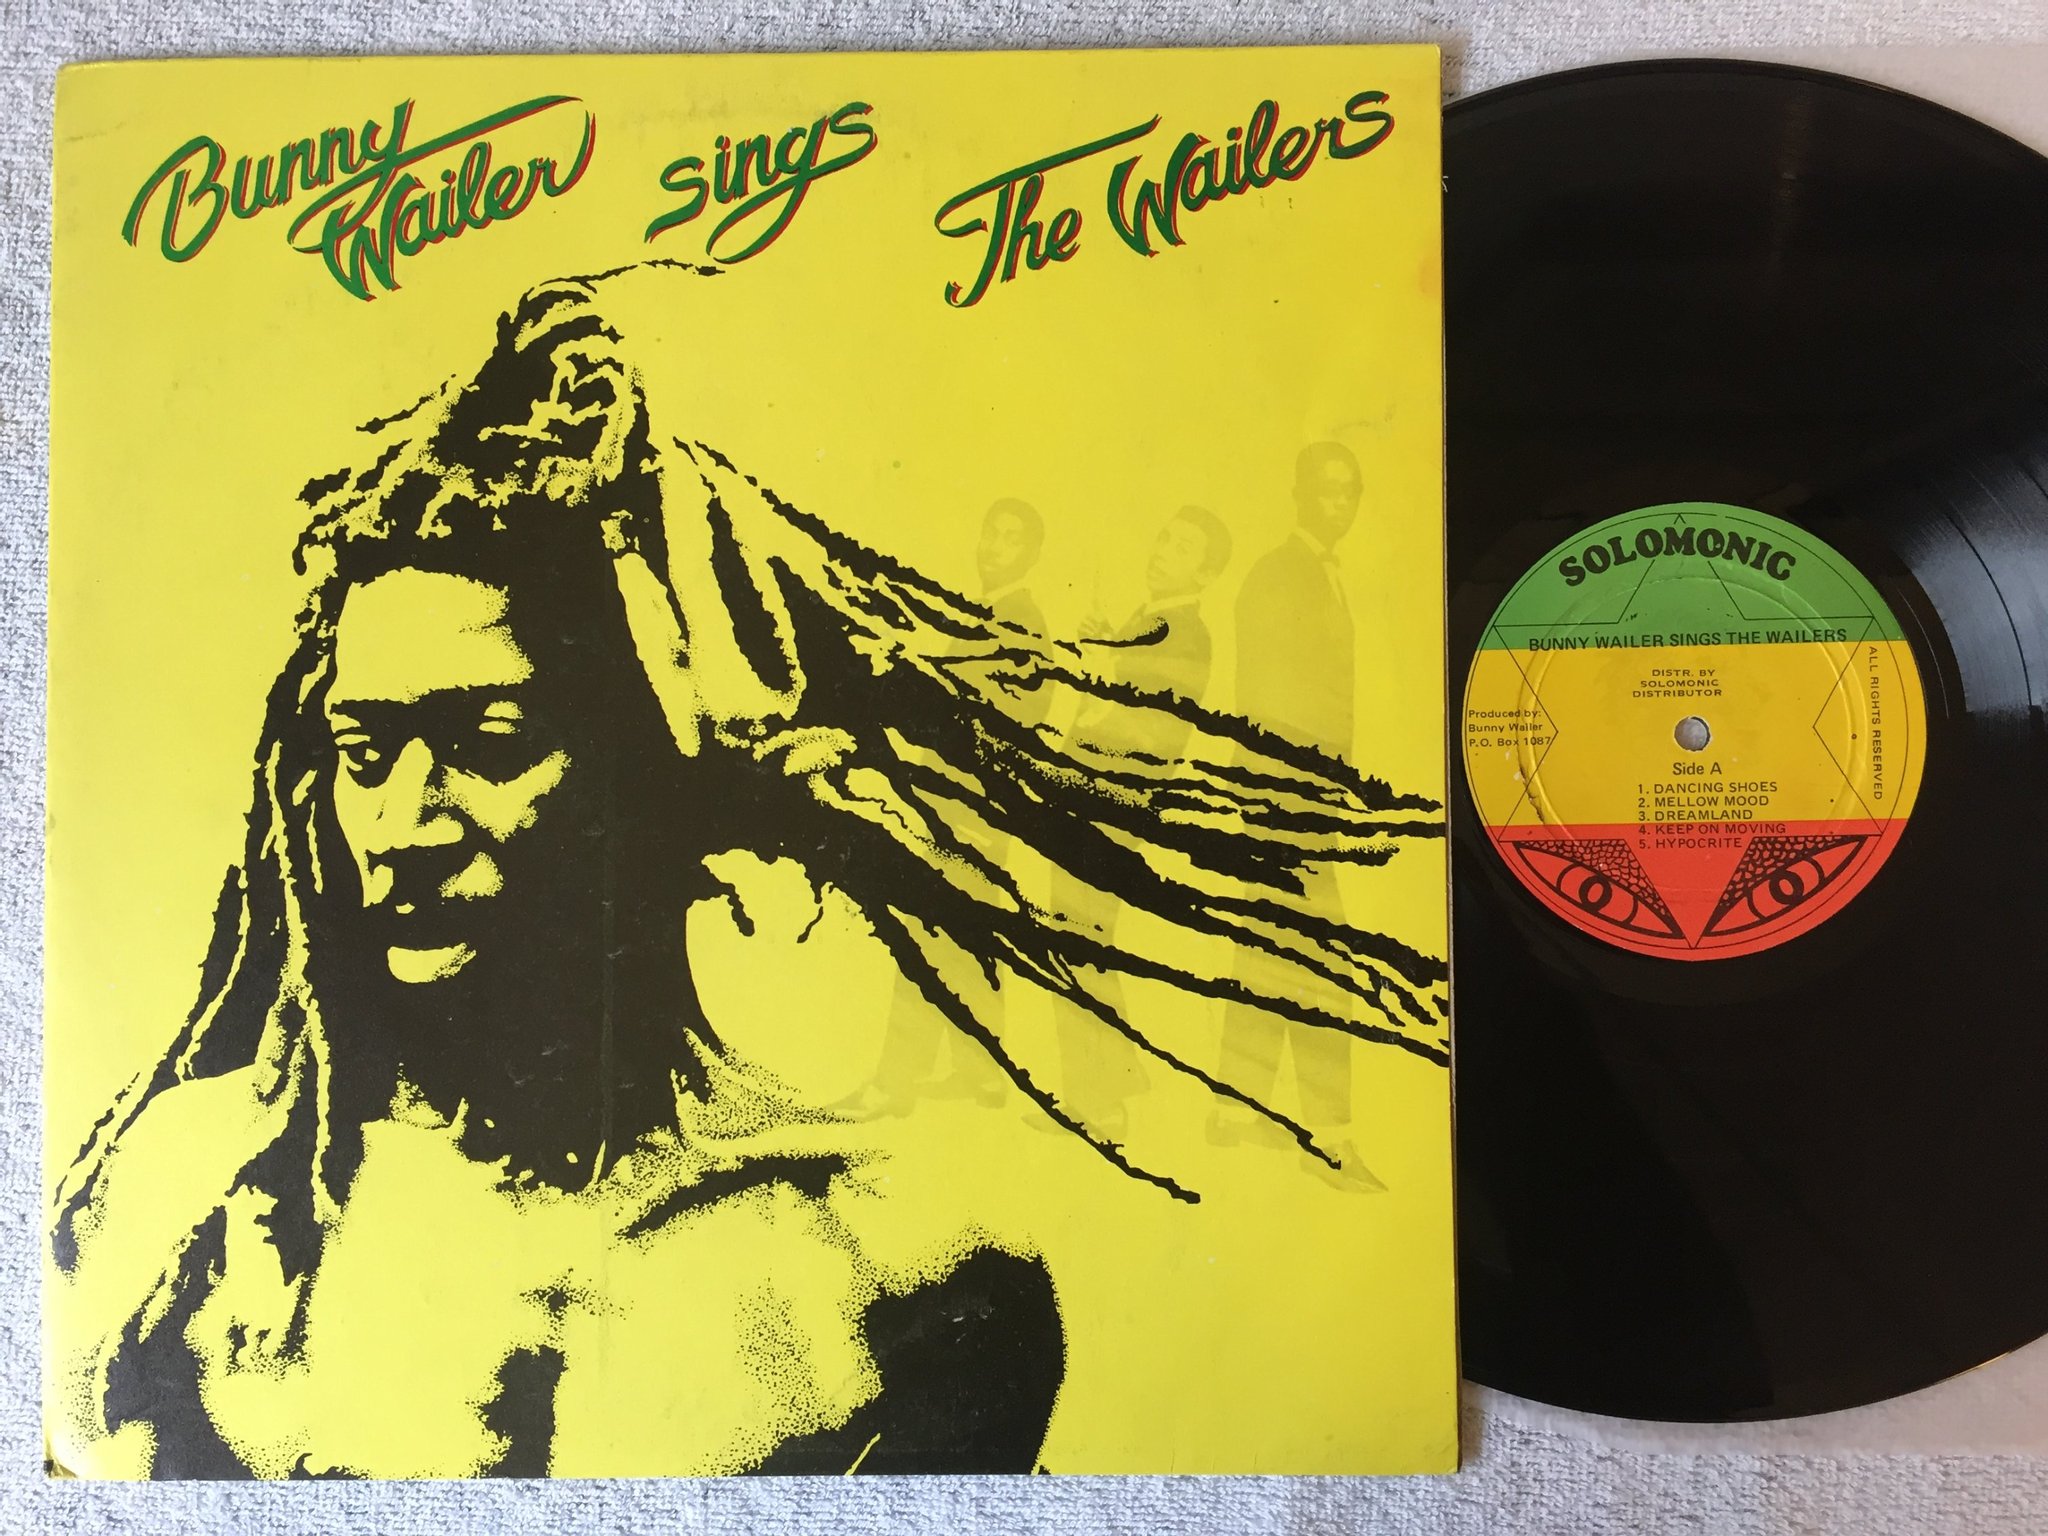 Bunny Wailer sings The Wailers
SOLOMONIC
BUNNY WAILER SINGS THE WAILERS
DISTR. BY
SOLOMONIC
DISTRIBUTOR
Produced by:
Bunny Wailer
P.O. Box 1087
ALL RIGHTS RESERVED
Side A
1. DANCING SHOES
2. MELLOW MOOD
3. DREAMLAND
4. KEEP ON MOVING
5. HYPOCRITE